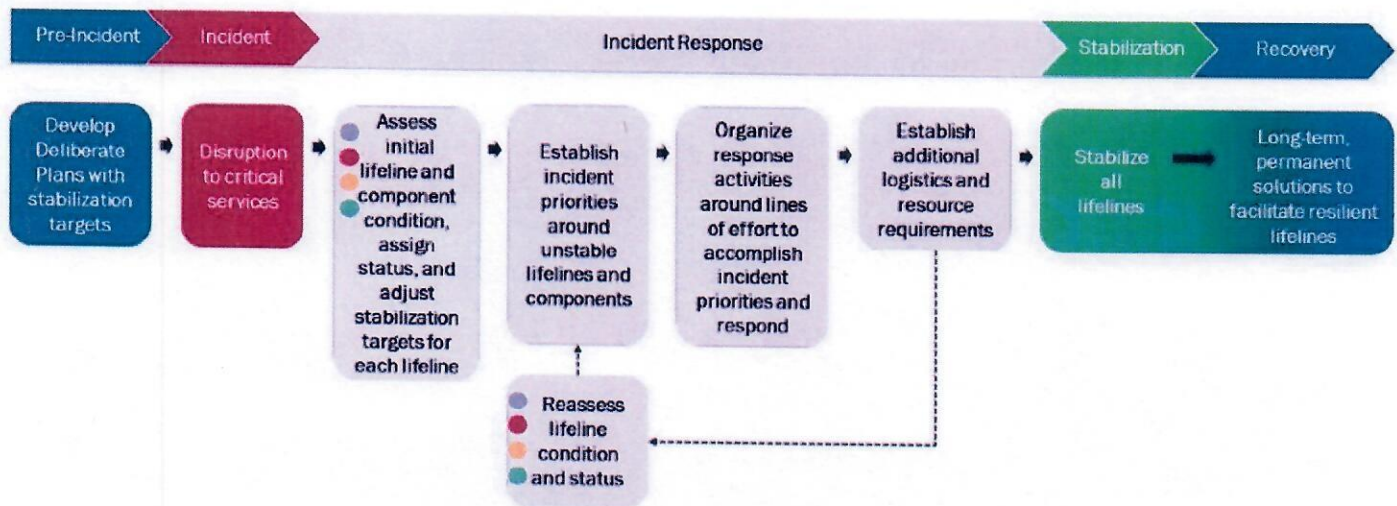 Pre-Incident
Incident
Incident Response
Stabilization
Recovery
Develop
Deliberate
Plans with
stabilization
targets
Disruption
to critical
services
Assess
initial
lifeline and
component
condition,
assign
status, and
adjust
stabilization
targets for
each lifeline
Establish
incident
priorities
around
unstable
lifelines and
components
Organize
response
activities
around lines
of effort to
accomplish
incident
priorities and
respond
Establish
additional
logistics and
resource
requirements
Stabilize
all
lifelines
Long-term,
permanent
solutions to
facilitate resilient
lifelines
Reassess
lifeline
condition
and status